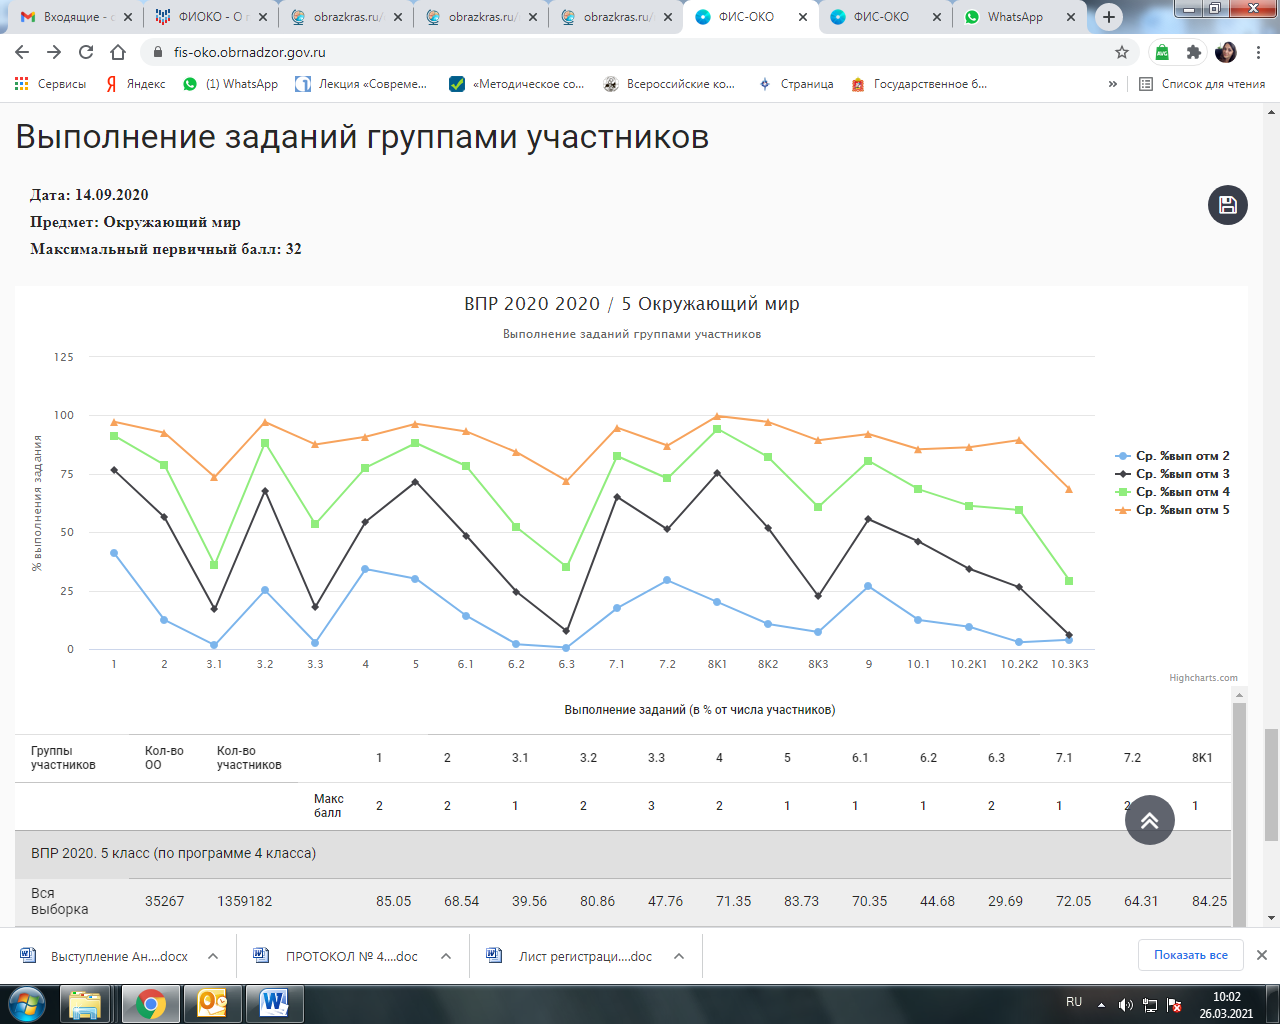 Входящие - c
ФИОКО - О г
obrazkras.ru/
obrazkras.ru/
obrazkras.ru/
ФИС-ОКО
ФИС-ОКО
WhatsApp
fis-oko.obrnadzor.gov.ru
Сервисы
Яндекс
(1) WhatsApp
Лекция «Совреме...
«Методическое со...
Всероссийские ко...
Страница
Государственное б...
»
Список для чтения
Выполнение заданий группами участников
Дата: 14.09.2020
Предмет: Окружающий мир
Максимальный первичный балл: 32
ВПР 2020 2020 / 5 Окружающий мир
Выполнение заданий группами участников
% выполнения задания
125
100
75
50
25
0
1 2 3.1 3.2 3.3 4 5 6.1 6.2 6.3 7.1 7.2 8K1 8K2 8K3 9 10.1 10.2K1 10.2K2 10.3K3
Ср. %вып отм 2
Ср. %вып отм 3
Ср. %вып отм 4
Ср. %вып отм 5
Highcharts.com
Выполнение заданий (в % от числа участников)
Группы участников Кол-во ОО Кол-во участников 1 2 3.1 3.2 3.3 4 5 6.1 6.2 6.3 7.1 7.2 8K1
Макс балл 2 2 1 2 3 2 1 1 1 2 1 2 1
ВПР 2020. 5 класс (по программе 4 класса)
Вся выборка 35267 1359182 85.05 68.54 39.56 80.86 47.76 71.35 83.73 70.35 44.68 29.69 72.05 64.31 84.25
Выступление Ан....docx
ПРОТОКОЛ № 4....doc
Лист регистраци....doc
Показать все
RU
10:02
26.03.2021